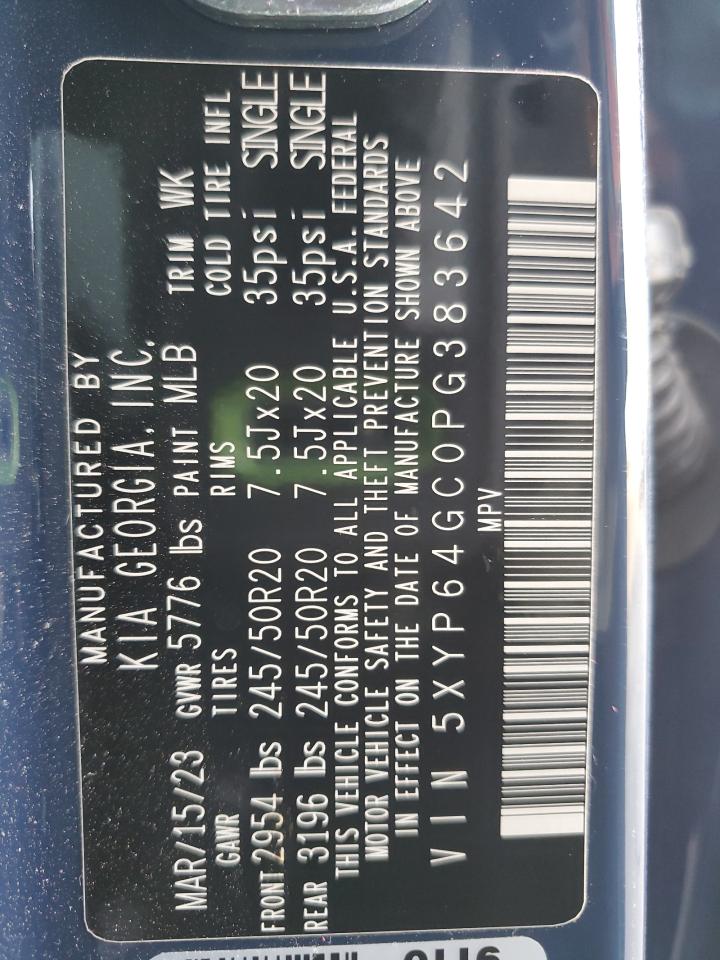 MANUFACTURED BY
KIA GEORGIA, INC.
MAR/15/23 GVWR 5776 lbs PAINT MLB TRIM WK
GAWR TIRES RIMS COLD TIRE INFL
FRONT 2954 lbs 245/50R20 7.5Jx20 35psi SINGLE
REAR 3196 lbs 245/50R20 7.5Jx20 35psi SINGLE
THIS VEHICLE CONFORMS TO ALL APPLICABLE U.S.A. FEDERAL
MOTOR VEHICLE SAFETY AND THEFT PREVENTION STANDARDS
IN EFFECT ON THE DATE OF MANUFACTURE SHOWN ABOVE
VIN 5XYP64GC0PG383642
MPV